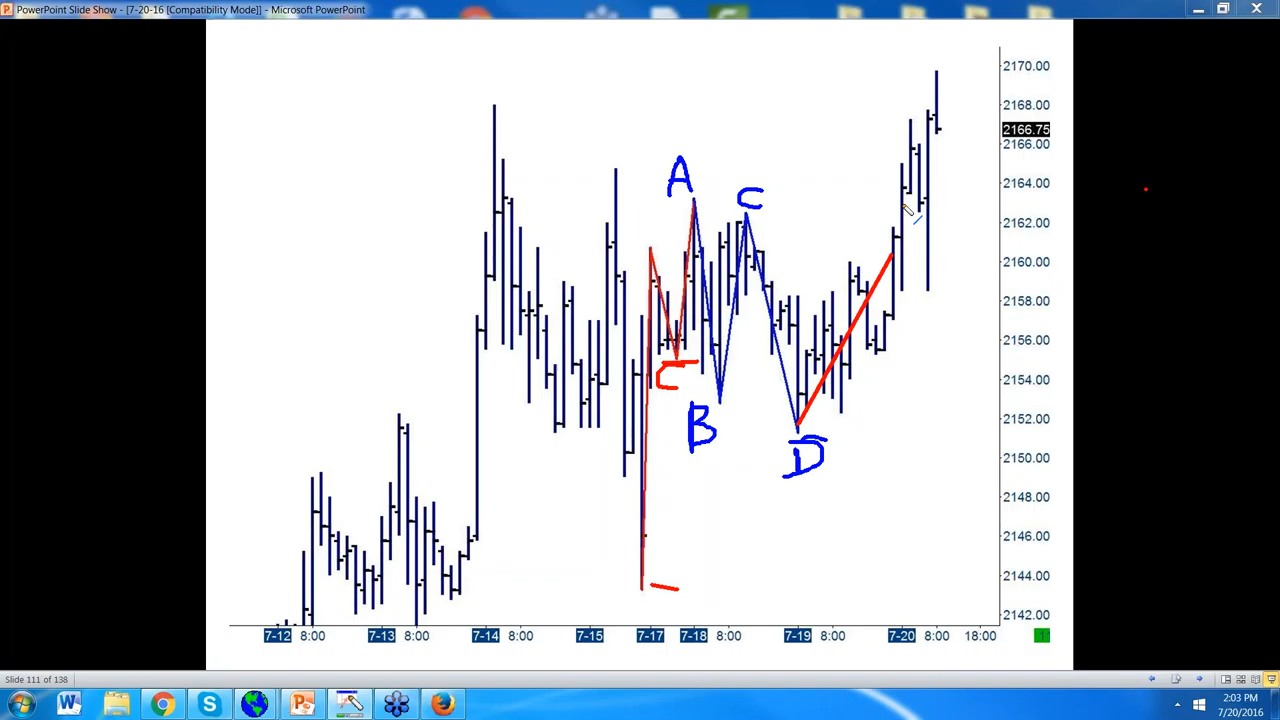 PowerPoint Slide Show - [7-20-16 [Compatibility Mode]] - Microsoft PowerPoint
2170.00
2168.00
2166.75
2166.00
2164.00
2162.00
2160.00
2158.00
2156.00
2154.00
2152.00
2150.00
2148.00
2146.00
2144.00
2142.00
A
C
C
B
D
7-12 8:00 7-13 8:00 7-14 8:00 7-15 7-17 7-18 8:00 7-19 8:00 7-20 8:00 18:00
Slide 111 of 138
2:03 PM
7/20/2016